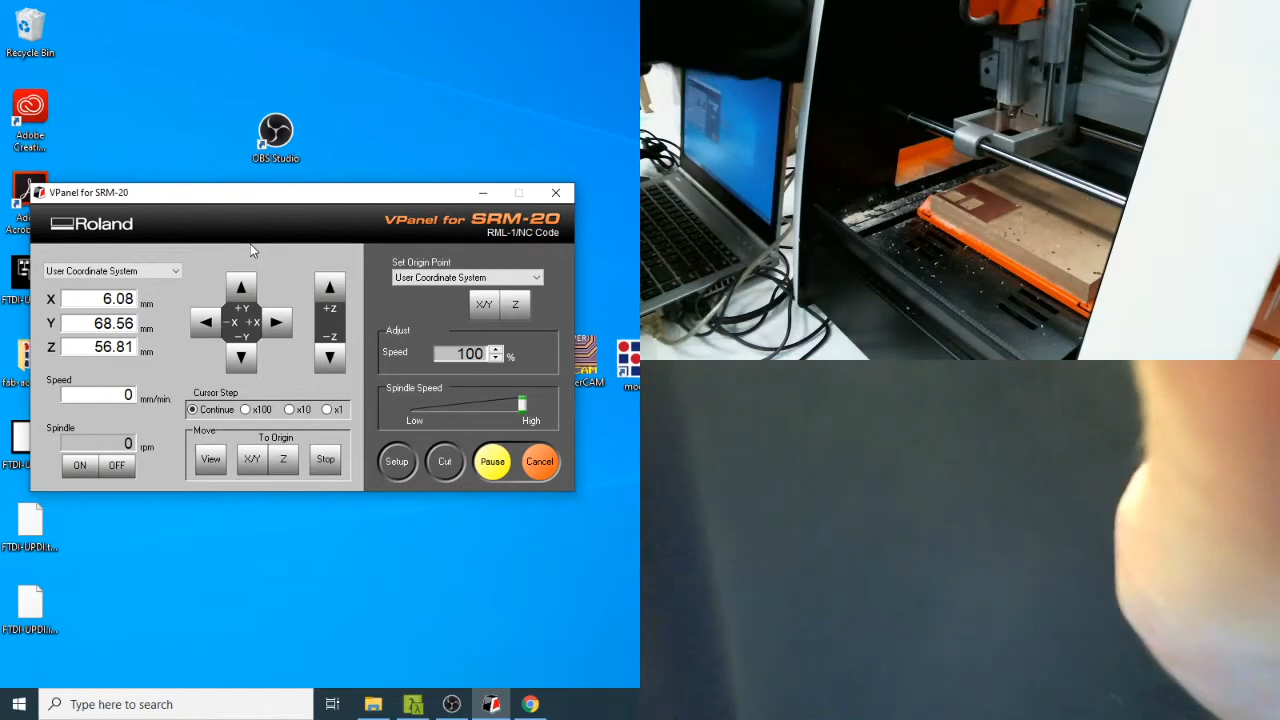 Recycle Bin
Adobe
Creati...
OBS Studio
VPanel for SRM-20
Roland
VPanel for SRM-20
RML-1/NC Code
User Coordinate System
X 6.08 mm
Y 68.56 mm
Z 56.81 mm
Speed
0 mm/min.
Spindle
0 rpm
ON OFF
+Y
-X +X
-Y
+Z
-Z
Cursor Step
Continue x100 x10 x1
Move
To Origin
View X/Y Z Stop
Set Origin Point
User Coordinate System
X/Y Z
Adjust
Speed 100 %
Spindle Speed
Low High
Setup Cut Pause Cancel
FTDI-UPDI.t...
FTDI-UPDI...
Type here to search